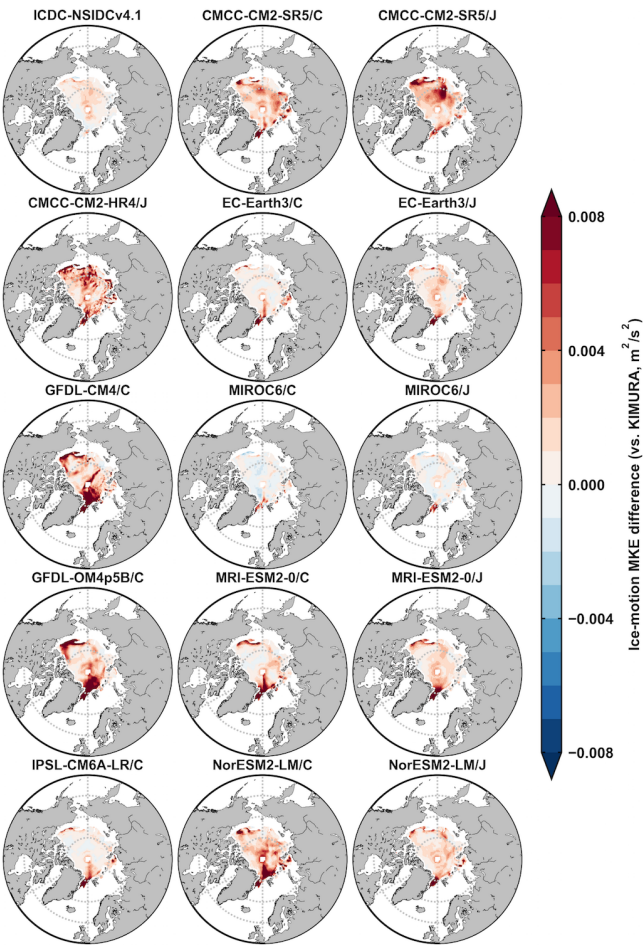 ICDC-NSIDCv4.1
CMCC-CM2-SR5/C
CMCC-CM2-SR5/J
CMCC-CM2-HR4/J
EC-Earth3/C
EC-Earth3/J
GFDL-CM4/C
MIROC6/C
MIROC6/J
GFDL-OM4p5B/C
MRI-ESM2-0/C
MRI-ESM2-0/J
IPSL-CM6A-LR/C
NorESM2-LM/C
NorESM2-LM/J
0.008
0.004
0.000
−0.004
−0.008
Ice-motion MKE difference (vs. KIMURA, m²/s²)